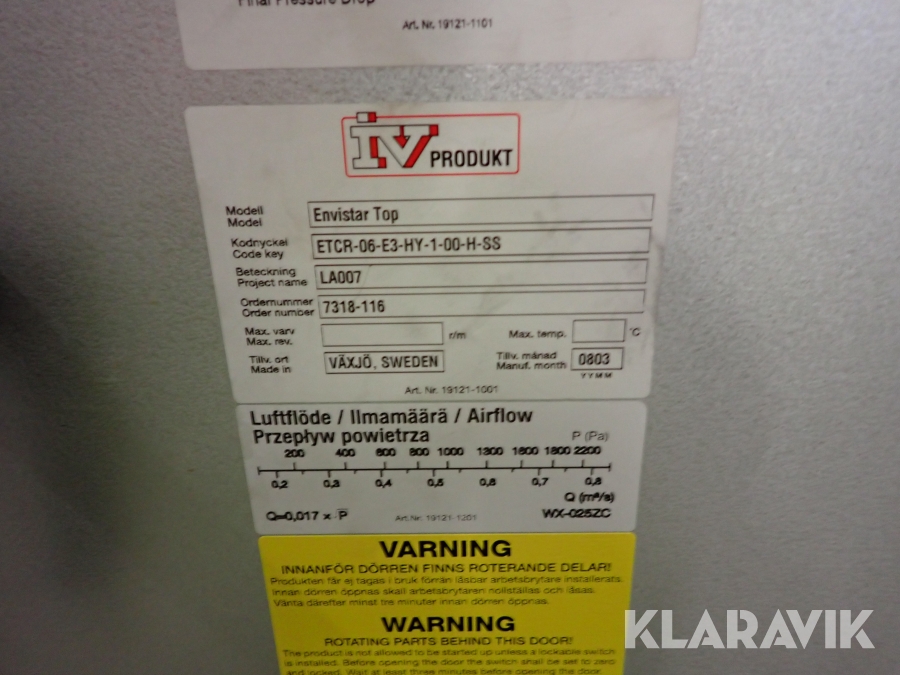 Final Pressure Drop
Art. Nr. 19121-1101
IV PRODUKT
Modell
Model
Envistar Top
Kodnyckel
Code key
ETCR-06-E3-HY-1-00-H-SS
Beteckning
Project name
LA007
Ordernummer
Order number
7318-116
Max. varv
Max. rev.
r/m
Max. temp.
°C
Tillv. ort
Made in
VÄXJÖ, SWEDEN
Tillv. månad
Manuf. month
0803
YYMM
Art. Nr. 19121-1001
Luftflöde / Ilmamäärä / Airflow
Przepływ powietrza
P (Pa)
200 400 600 800 1000 1300 1600 1800 2200
0,2 0,3 0,4 0,5 0,6 0,7 0,8
Q (m³/s)
Q=0,017 × P
Art.Nr. 19121-1201
WX-025ZC
VARNING
INNANFÖR DÖRREN FINNS ROTERANDE DELAR!
Produkten får ej tagas i bruk förrän låsbar arbetsbrytare installerats.
Innan dörren öppnas skall arbetsbrytaren nollställas och låsas.
Vänta därefter minst tre minuter innan dörren öppnas.
WARNING
ROTATING PARTS BEHIND THIS DOOR!
The product is not allowed to be started up unless a lockable switch
is installed. Before opening the door the switch shall be set to zero
and locked. Wait at least three minutes before opening the door.
KLARAVIK